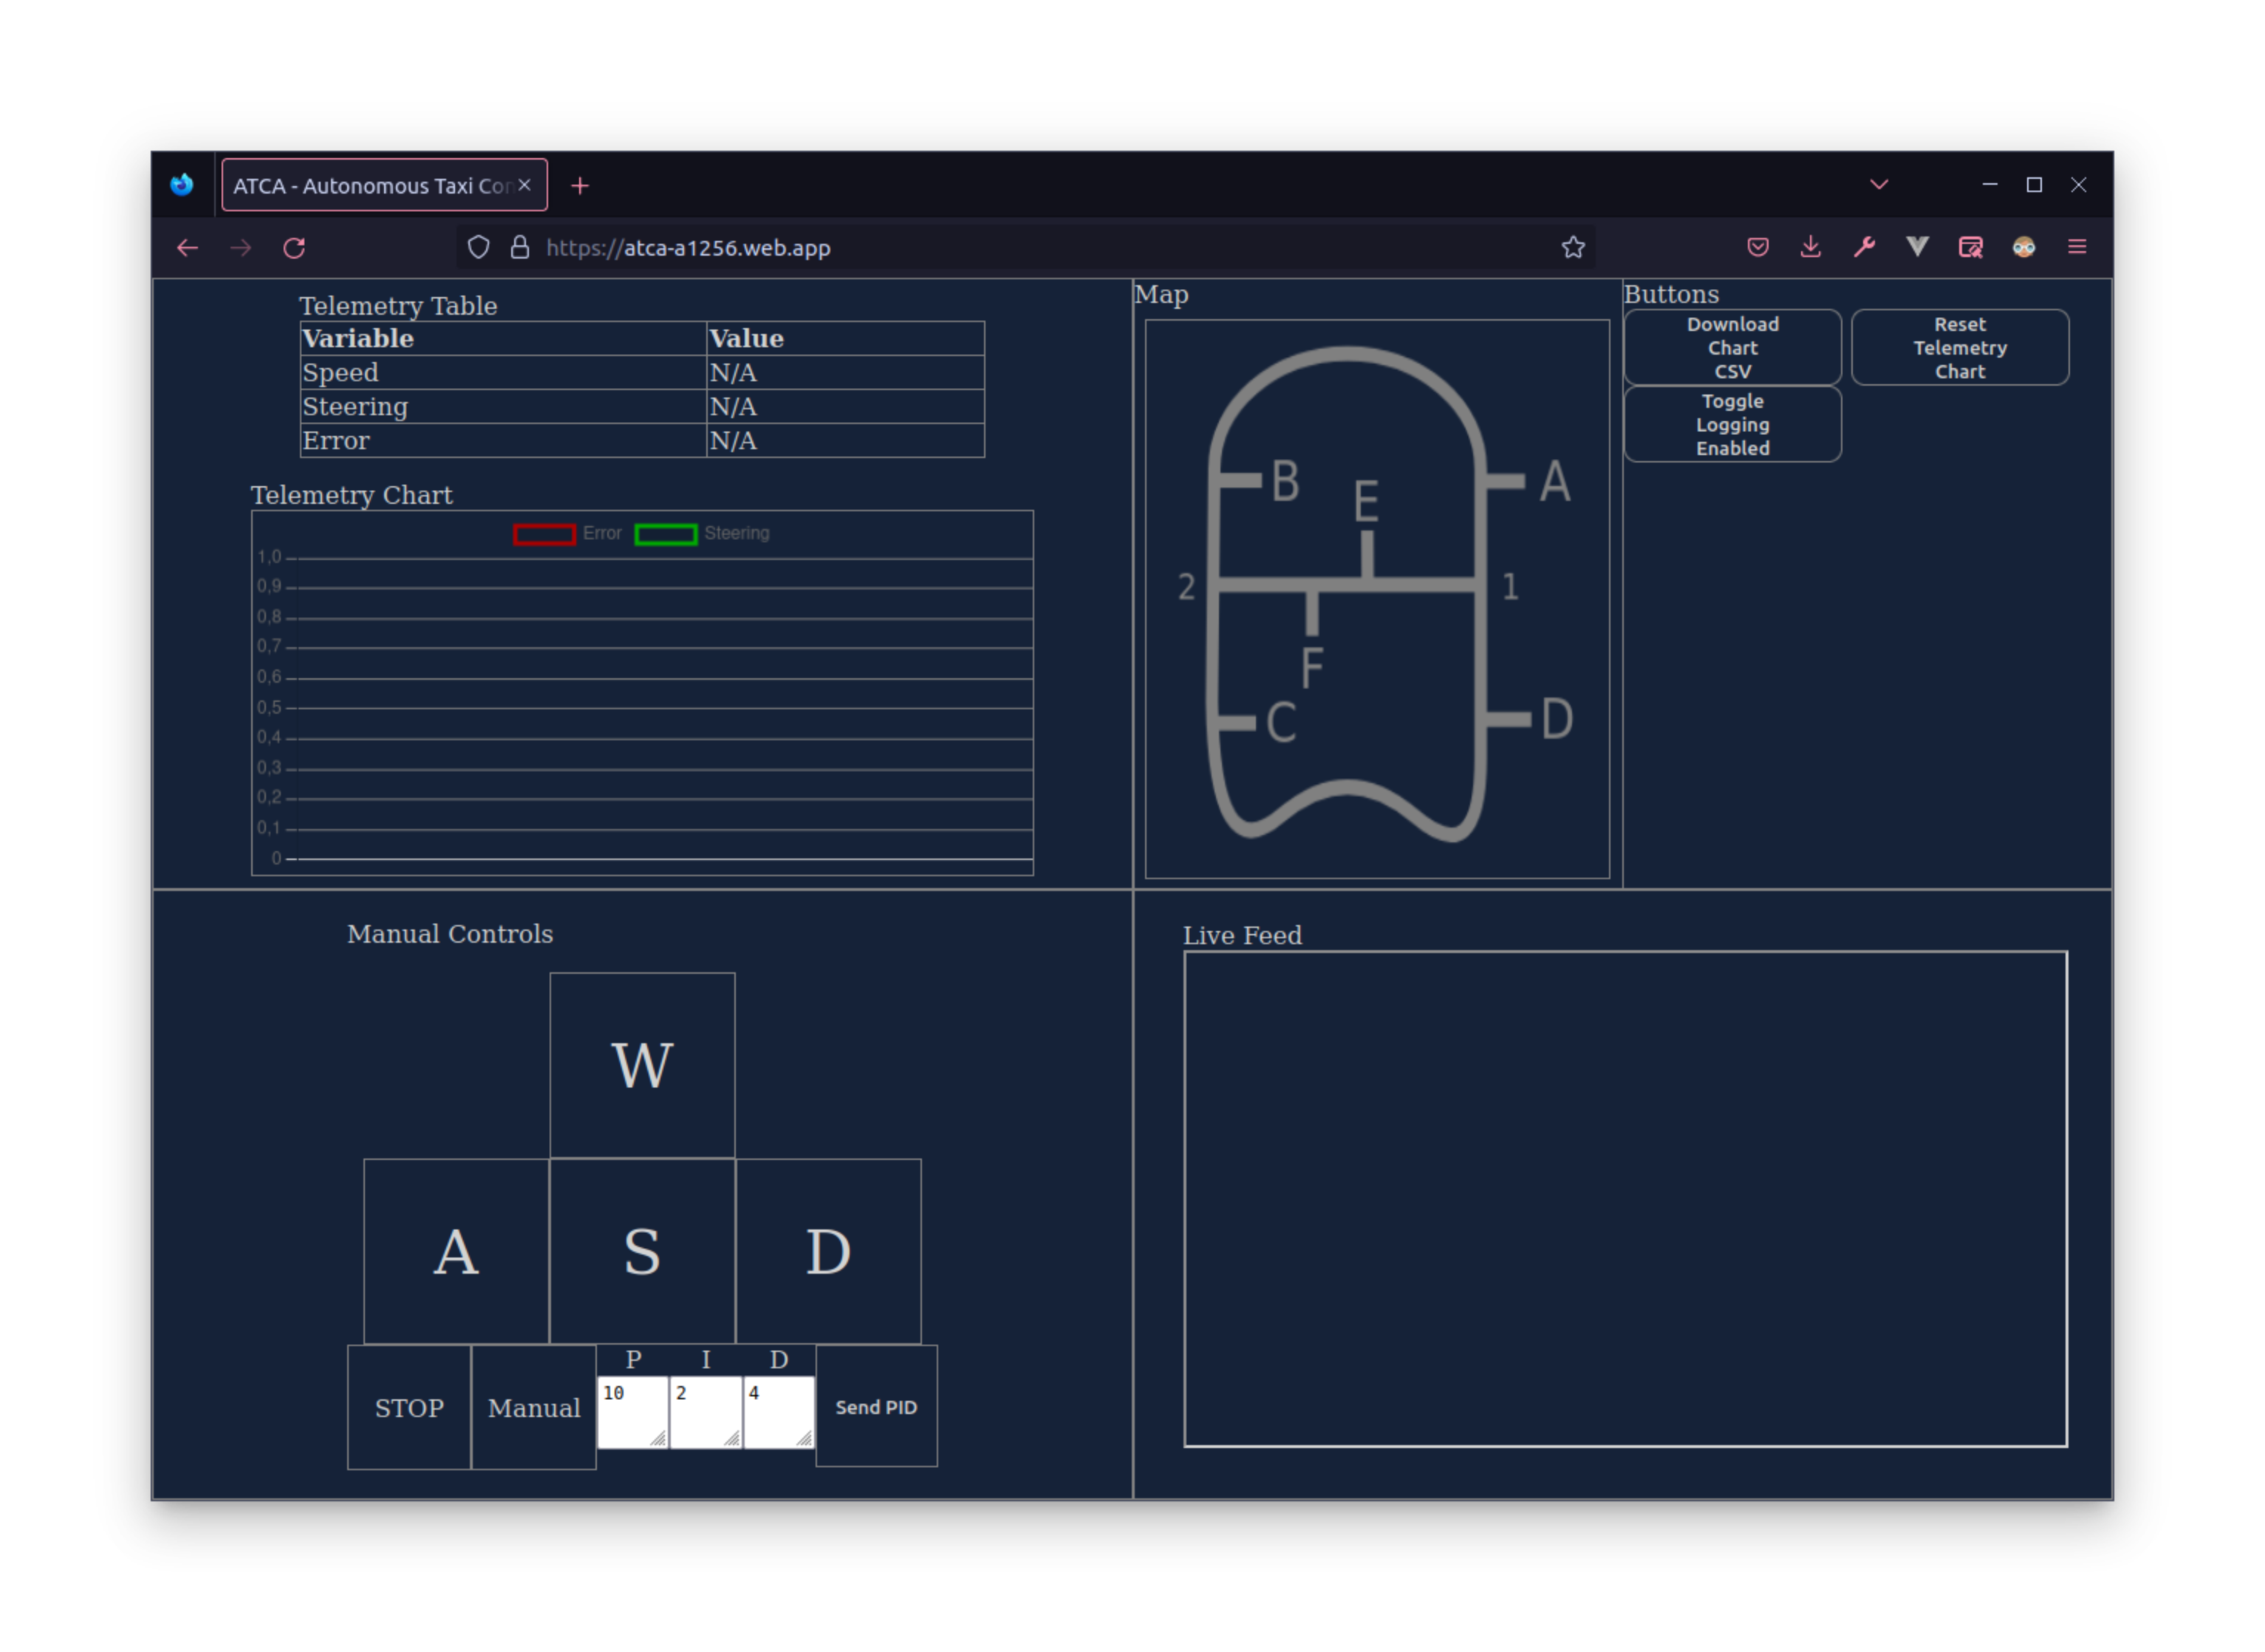 ATCA - Autonomous Taxi Con
https://atca-a1256.web.app
Telemetry Table
Variable Value
Speed N/A
Steering N/A
Error N/A
Telemetry Chart
Error Steering
1,0
0,9
0,8
0,7
0,6
0,5
0,4
0,3
0,2
0,1
0
Map
B
A
E
2
1
F
C
D
Buttons
Download
Chart
CSV
Reset
Telemetry
Chart
Toggle
Logging
Enabled
Manual Controls
W
A S D
STOP
Manual
P I D
10 2 4
Send PID
Live Feed